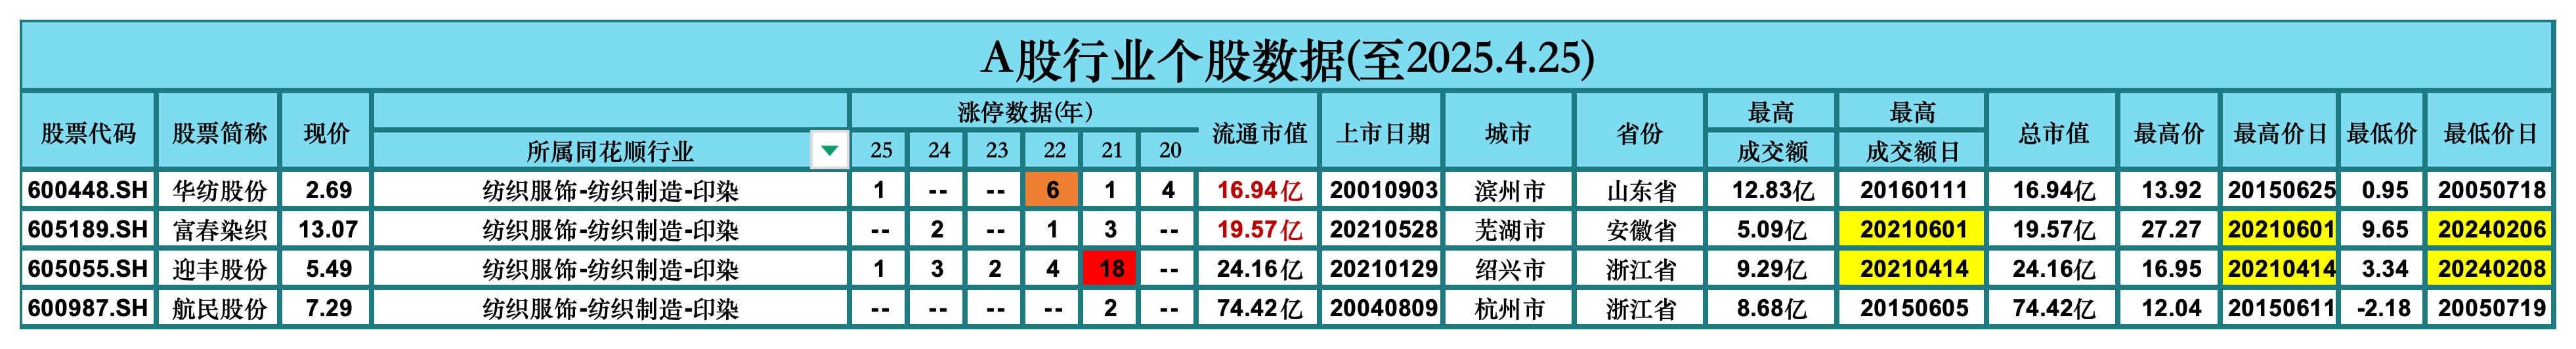 A股行业个股数据(至2025.4.25)
股票代码 股票简称 现价 所属同花顺行业 涨停数据(年) 流通市值 上市日期 城市 省份 最高成交额 最高成交额日 总市值 最高价 最高价日 最低价 最低价日
25 24 23 22 21 20
600448.SH 华纺股份 2.69 纺织服饰-纺织制造-印染 1 -- -- 6 1 4 16.94亿 20010903 滨州市 山东省 12.83亿 20160111 16.94亿 13.92 20150625 0.95 20050718
605189.SH 富春染织 13.07 纺织服饰-纺织制造-印染 -- 2 -- 1 3 -- 19.57亿 20210528 芜湖市 安徽省 5.09亿 20210601 19.57亿 27.27 20210601 9.65 20240206
605055.SH 迎丰股份 5.49 纺织服饰-纺织制造-印染 1 3 2 4 18 -- 24.16亿 20210129 绍兴市 浙江省 9.29亿 20210414 24.16亿 16.95 20210414 3.34 20240208
600987.SH 航民股份 7.29 纺织服饰-纺织制造-印染 -- -- -- -- 2 -- 74.42亿 20040809 杭州市 浙江省 8.68亿 20150605 74.42亿 12.04 20150611 -2.18 20050719